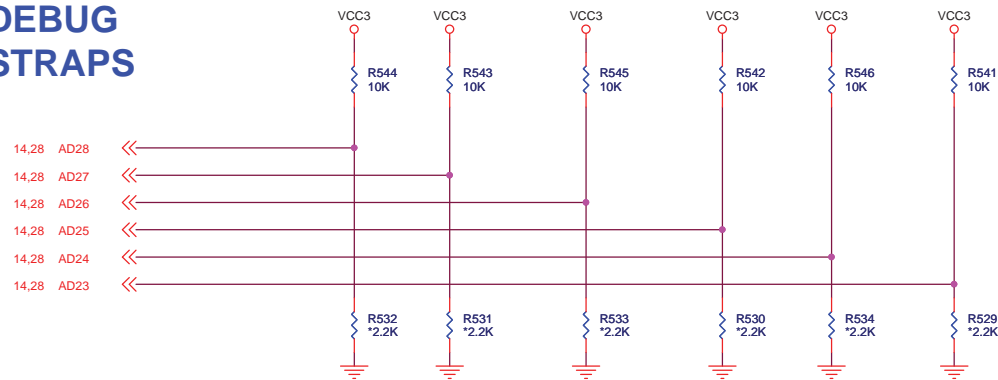 DEBUG
STRAPS
VCC3 VCC3 VCC3 VCC3 VCC3 VCC3
R544 R543 R545 R542 R546 R541
10K 10K 10K 10K 10K 10K
14,28 AD28
14,28 AD27
14,28 AD26
14,28 AD25
14,28 AD24
14,28 AD23
R532 R531 R533 R530 R534 R529
*2.2K *2.2K *2.2K *2.2K *2.2K *2.2K